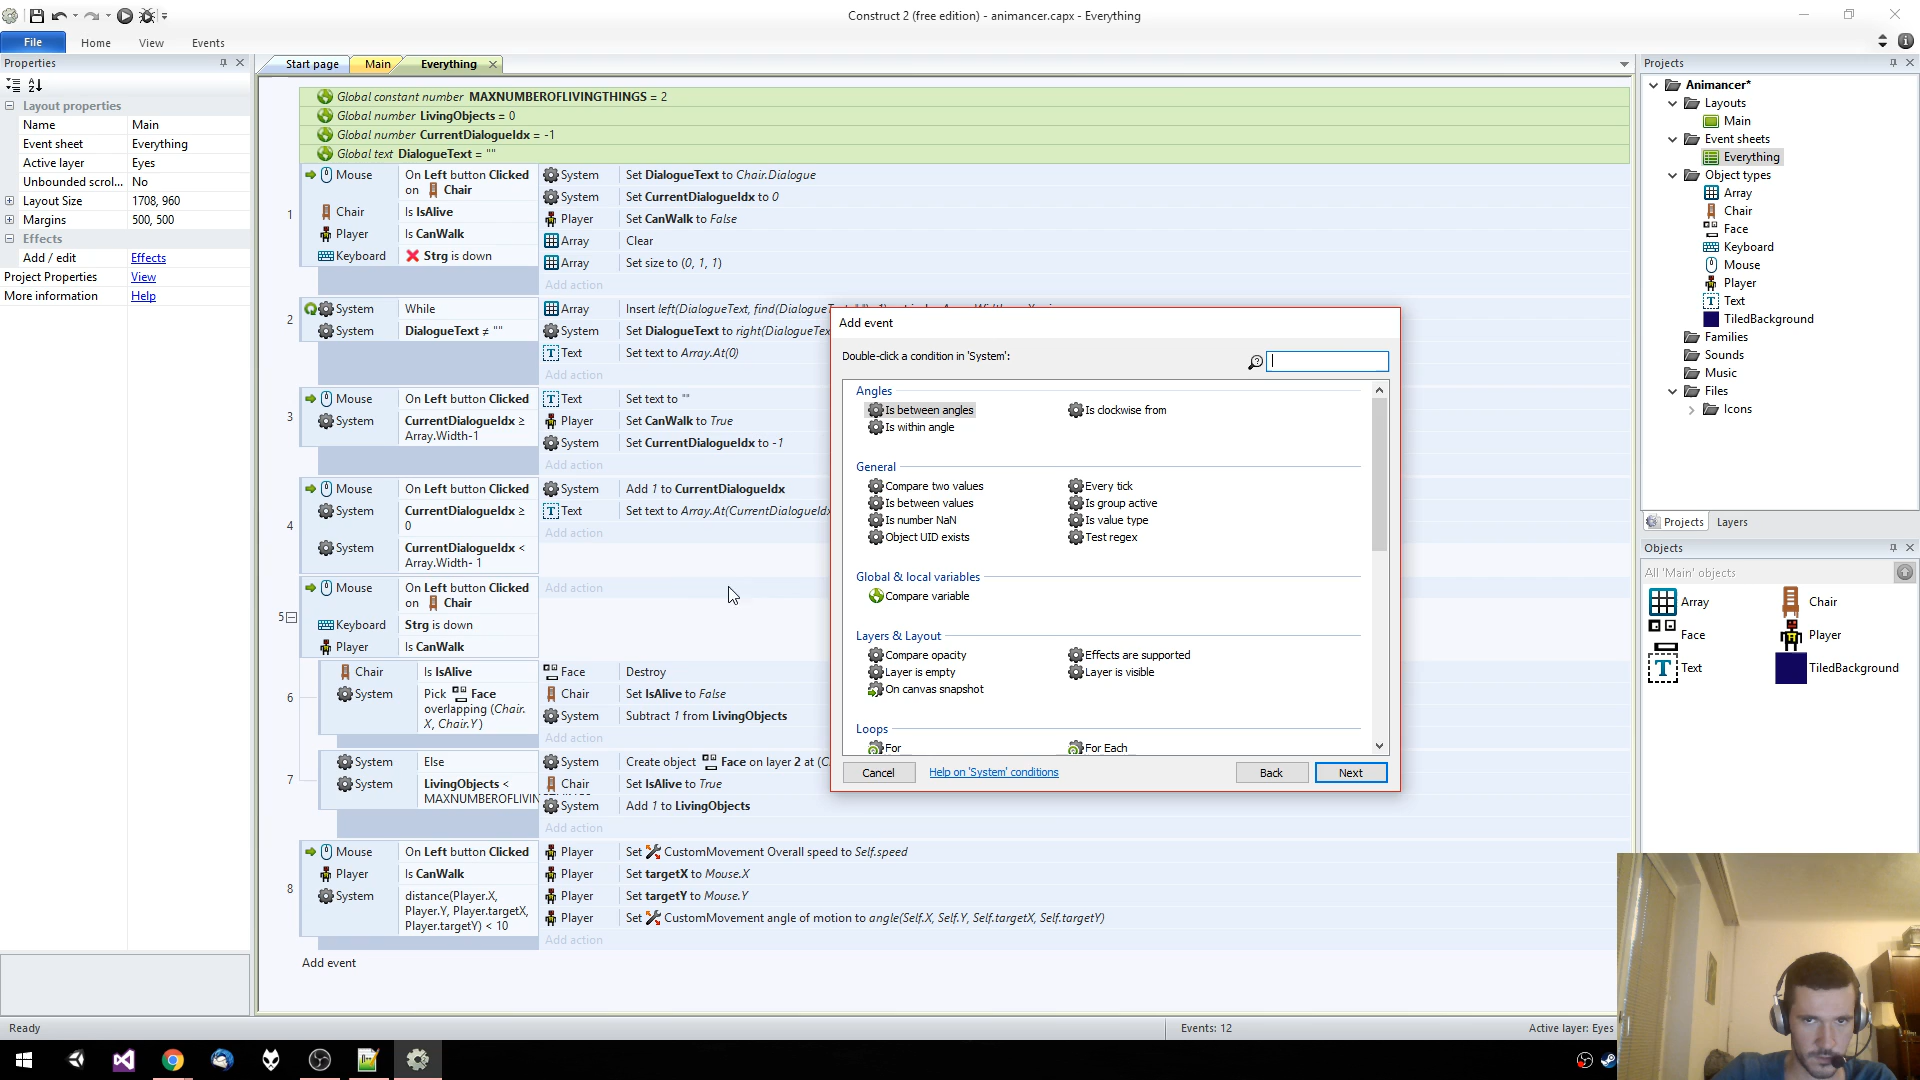 Construct 2 (free edition) - animancer.capx - Everything
File
Home
View
Events
Properties
Start page
Main
Everything
Projects
Layout properties
Name
Main
Event sheet
Everything
Active layer
Eyes
Unbounded scrol...
No
Layout Size
1708, 960
Margins
500, 500
Effects
Add / edit
Effects
Project Properties
View
More information
Help
Global constant number MAXNUMBEROFLIVINGTHINGS = 2
Global number LivingObjects = 0
Global number CurrentDialogueIdx = -1
Global text DialogueText = ""
1
Mouse
On Left button Clicked
on Chair
Chair
Is IsAlive
Player
Is CanWalk
Keyboard
Strg is down
System
Set DialogueText to Chair.Dialogue
System
Set CurrentDialogueIdx to 0
Player
Set CanWalk to False
Array
Clear
Array
Set size to (0, 1, 1)
Add action
2
System
While
System
DialogueText ≠ ""
Array
System
Set DialogueText to right(DialogueTex
Text
Set text to Array.At(0)
Add action
3
Mouse
On Left button Clicked
System
CurrentDialogueIdx ≥
Array.Width-1
Text
Set text to ""
Player
Set CanWalk to True
System
Set CurrentDialogueIdx to -1
Add action
4
Mouse
On Left button Clicked
System
CurrentDialogueIdx ≥
0
System
CurrentDialogueIdx <
Array.Width- 1
System
Add 1 to CurrentDialogueIdx
Text
Set text to Array.At(CurrentDialogueIdx
Add action
5
Mouse
On Left button Clicked
on Chair
Keyboard
Strg is down
Player
Is CanWalk
Add action
6
Chair
Is IsAlive
System
Pick Face
overlapping (Chair.
X, Chair.Y)
Face
Destroy
Chair
Set IsAlive to False
System
Subtract 1 from LivingObjects
Add action
7
System
Else
System
LivingObjects <
MAXNUMBEROFLIVIN
System
Create object Face on layer 2 at (C
Chair
Set IsAlive to True
System
Add 1 to LivingObjects
Add action
8
Mouse
On Left button Clicked
Player
Is CanWalk
System
distance(Player.X,
Player.Y, Player.targetX,
Player.targetY) < 10
Player
Set CustomMovement Overall speed to Self.speed
Player
Set targetX to Mouse.X
Player
Set targetY to Mouse.Y
Player
Set CustomMovement angle of motion to angle(Self.X, Self.Y, Self.targetX, Self.targetY)
Add action
Add event
Add event
Double-click a condition in 'System':
Angles
Is between angles
Is clockwise from
Is within angle
General
Compare two values
Every tick
Is between values
Is group active
Is number NaN
Is value type
Object UID exists
Test regex
Global & local variables
Compare variable
Layers & Layout
Compare opacity
Effects are supported
Layer is empty
Layer is visible
On canvas snapshot
Loops
For
For Each
Cancel
Help on 'System' conditions
Back
Next
Animancer*
Layouts
Main
Event sheets
Everything
Object types
Array
Chair
Face
Keyboard
Mouse
Player
Text
TiledBackground
Families
Sounds
Music
Files
Icons
Projects
Layers
Objects
All 'Main' objects
Array
Chair
Face
Player
Text
TiledBackground
Ready
Events: 12
Active layer: Eyes